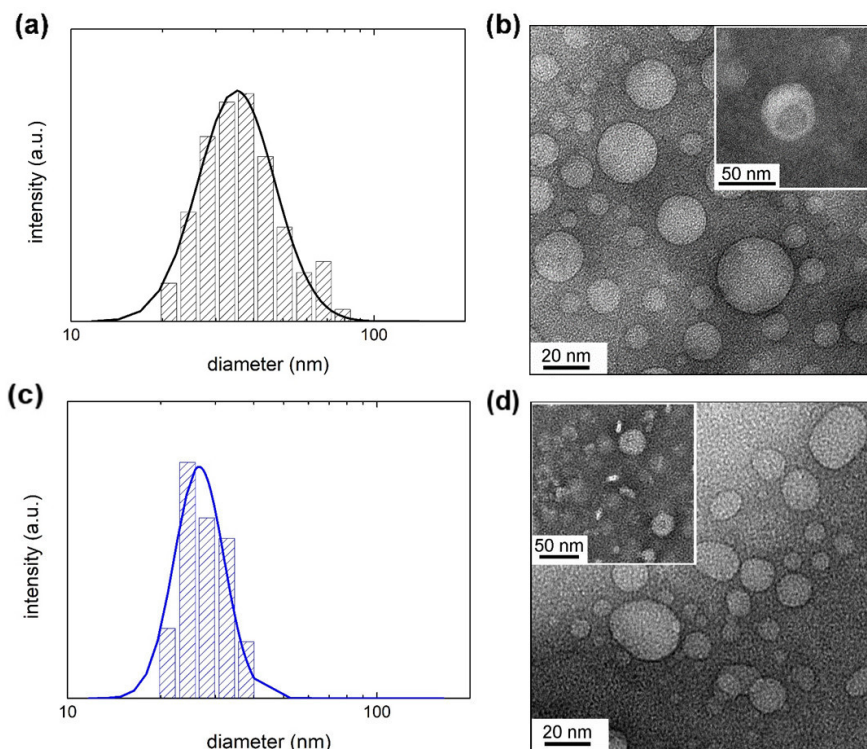 (a)
intensity (a.u.)
10
100
diameter (nm)
(b)
50 nm
20 nm
(c)
intensity (a.u.)
10
100
diameter (nm)
(d)
50 nm
20 nm